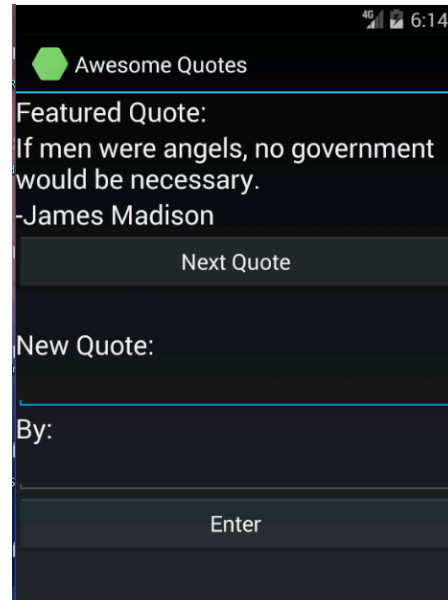 4G 6:14
Awesome Quotes
Featured Quote:
If men were angels, no government
would be necessary.
-James Madison
Next Quote
New Quote:
By:
Enter